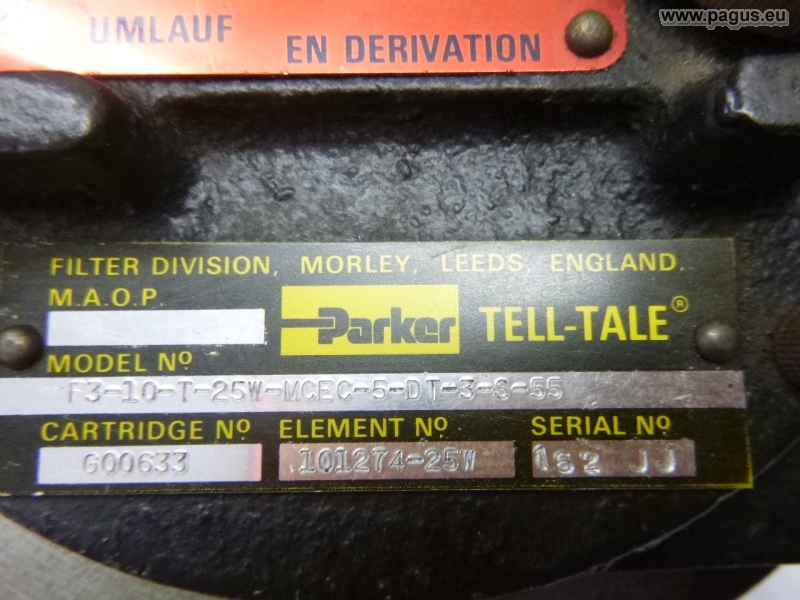 www.pagus.eu
UMLAUF
EN DERIVATION
FILTER DIVISION, MORLEY, LEEDS, ENGLAND.
M.A.O.P.
Parker TELL-TALE®
MODEL Nº
F3-10-T-25W-MCEC-5-DT-3-S-55
CARTRIDGE Nº ELEMENT Nº SERIAL Nº
G00633 101274-25W 162 JJ